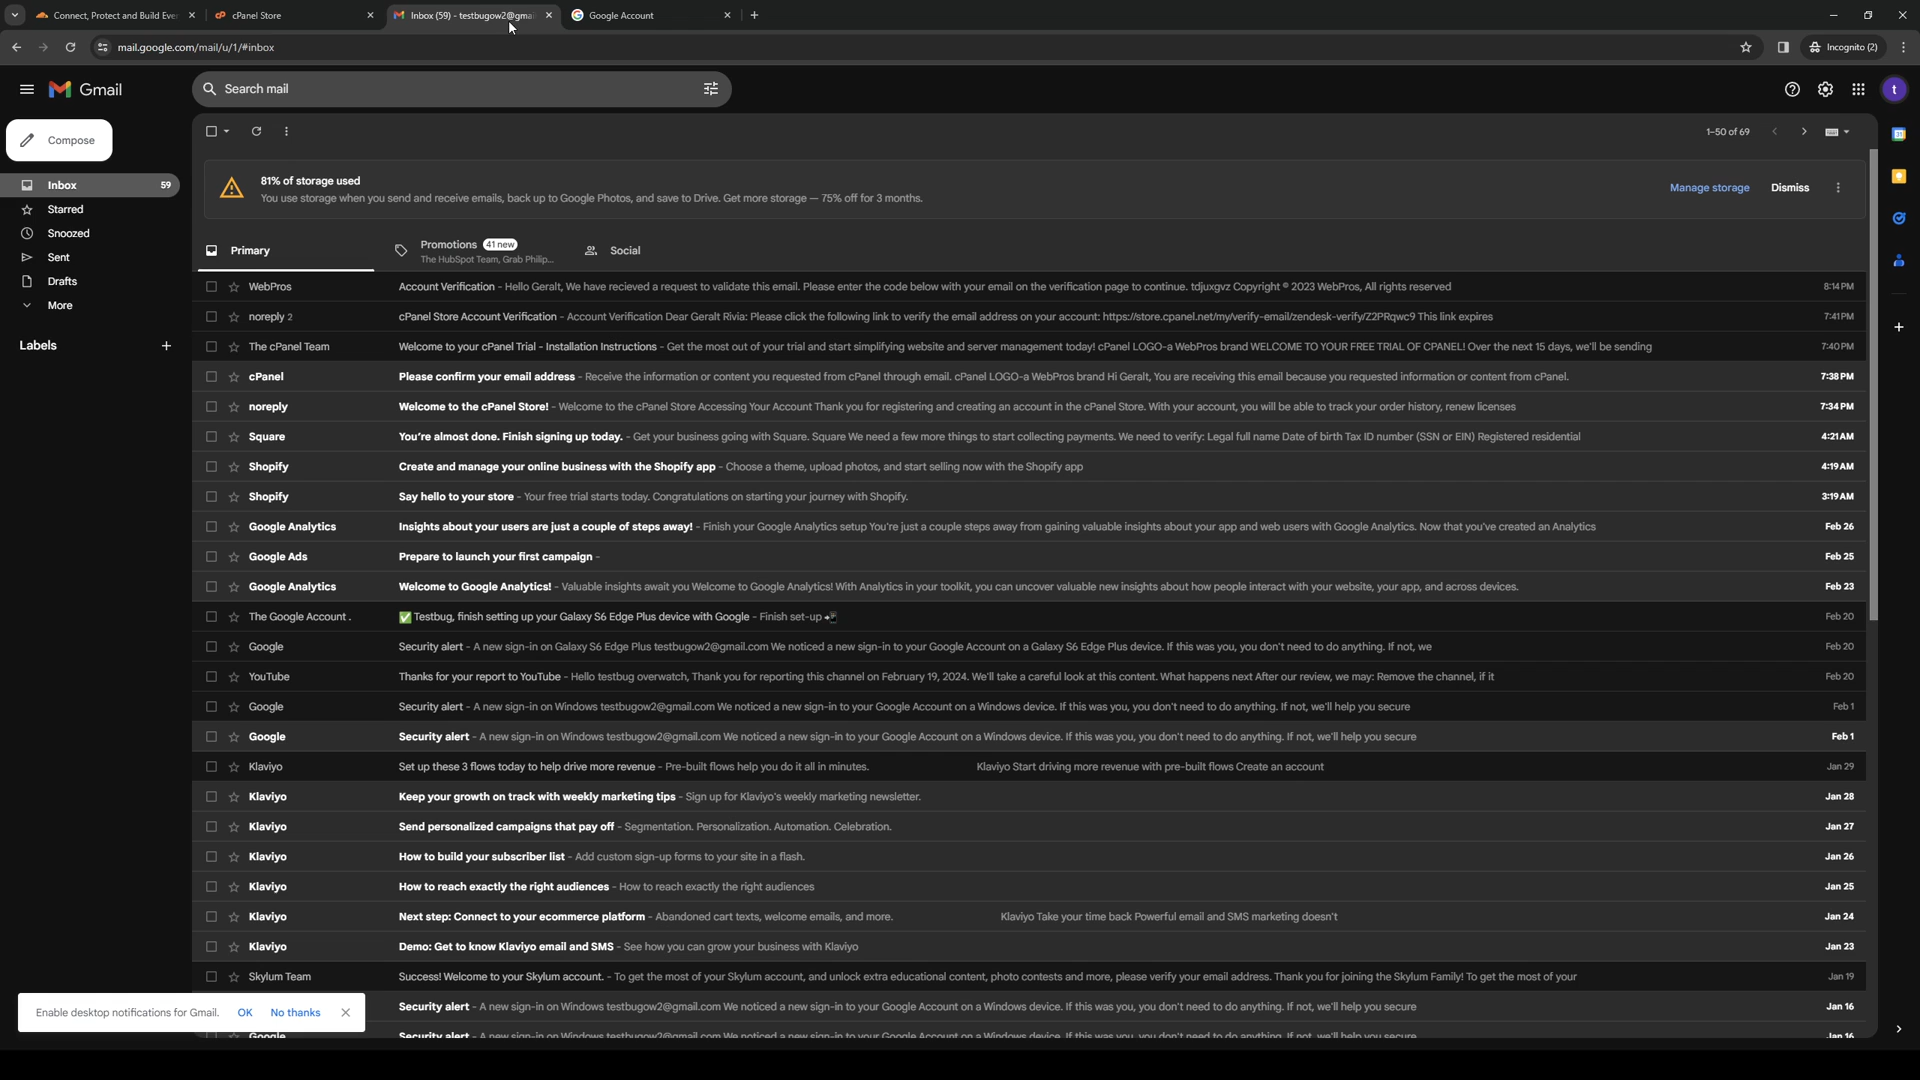 Connect, Protect and Build Ever
cPanel Store
Inbox (59) - testbugow2@gmai
Google Account
mail.google.com/mail/u/1/#inbox
Incognito (2)
Gmail
Search mail
t
Compose
1–50 of 69
Inbox 59
Starred
Snoozed
Sent
Drafts
More
Labels
81% of storage used
You use storage when you send and receive emails, back up to Google Photos, and save to Drive. Get more storage — 75% off for 3 months.
Manage storage
Dismiss
Primary
Promotions 41 new
The HubSpot Team, Grab Philip...
Social
WebPros Account Verification - Hello Geralt, We have recieved a request to validate this email. Please enter the code below with your email on the verification page to continue. tdjuxgvz Copyright © 2023 WebPros, All rights reserved 8:14 PM
noreply 2 cPanel Store Account Verification - Account Verification Dear Geralt Rivia: Please click the following link to verify the email address on your account: https://store.cpanel.net/my/verify-email/zendesk-verify/Z2PRqwc9 This link expires 7:41 PM
The cPanel Team Welcome to your cPanel Trial - Installation Instructions - Get the most out of your trial and start simplifying website and server management today! cPanel LOGO-a WebPros brand WELCOME TO YOUR FREE TRIAL OF CPANEL! Over the next 15 days, we'll be sending 7:40 PM
cPanel Please confirm your email address - Receive the information or content you requested from cPanel through email. cPanel LOGO-a WebPros brand Hi Geralt, You are receiving this email because you requested information or content from cPanel. 7:38 PM
noreply Welcome to the cPanel Store! - Welcome to the cPanel Store Accessing Your Account Thank you for registering and creating an account in the cPanel Store. With your account, you will be able to track your order history, renew licenses 7:34 PM
Square You're almost done. Finish signing up today. - Get your business going with Square. Square We need a few more things to start collecting payments. We need to verify: Legal full name Date of birth Tax ID number (SSN or EIN) Registered residential 4:21 AM
Shopify Create and manage your online business with the Shopify app - Choose a theme, upload photos, and start selling now with the Shopify app 4:19 AM
Shopify Say hello to your store - Your free trial starts today. Congratulations on starting your journey with Shopify. 3:19 AM
Google Analytics Insights about your users are just a couple of steps away! - Finish your Google Analytics setup You're just a couple steps away from gaining valuable insights about your app and web users with Google Analytics. Now that you've created an Analytics Feb 26
Google Ads Prepare to launch your first campaign - Feb 25
Google Analytics Welcome to Google Analytics! - Valuable insights await you Welcome to Google Analytics! With Analytics in your toolkit, you can uncover valuable new insights about how people interact with your website, your app, and across devices. Feb 23
The Google Account . ✅ Testbug, finish setting up your Galaxy S6 Edge Plus device with Google - Finish set-up 📲 Feb 20
Google Security alert - A new sign-in on Galaxy S6 Edge Plus testbugow2@gmail.com We noticed a new sign-in to your Google Account on a Galaxy S6 Edge Plus device. If this was you, you don't need to do anything. If not, we Feb 20
YouTube Thanks for your report to YouTube - Hello testbug overwatch, Thank you for reporting this channel on February 19, 2024. We'll take a careful look at this content. What happens next After our review, we may: Remove the channel, if it Feb 20
Google Security alert - A new sign-in on Windows testbugow2@gmail.com We noticed a new sign-in to your Google Account on a Windows device. If this was you, you don't need to do anything. If not, we'll help you secure Feb 1
Google Security alert - A new sign-in on Windows testbugow2@gmail.com We noticed a new sign-in to your Google Account on a Windows device. If this was you, you don't need to do anything. If not, we'll help you secure Feb 1
Klaviyo Set up these 3 flows today to help drive more revenue - Pre-built flows help you do it all in minutes. Klaviyo Start driving more revenue with pre-built flows Create an account Jan 29
Klaviyo Keep your growth on track with weekly marketing tips - Sign up for Klaviyo's weekly marketing newsletter. Jan 28
Klaviyo Send personalized campaigns that pay off - Segmentation. Personalization. Automation. Celebration. Jan 27
Klaviyo How to build your subscriber list - Add custom sign-up forms to your site in a flash. Jan 26
Klaviyo How to reach exactly the right audiences - How to reach exactly the right audiences Jan 25
Klaviyo Next step: Connect to your ecommerce platform - Abandoned cart texts, welcome emails, and more. Klaviyo Take your time back Powerful email and SMS marketing doesn't Jan 24
Klaviyo Demo: Get to know Klaviyo email and SMS - See how you can grow your business with Klaviyo Jan 23
Skylum Team Success! Welcome to your Skylum account. - To get the most of your Skylum account, and unlock extra educational content, photo contests and more, please verify your email address. Thank you for joining the Skylum Family! To get the most of your Jan 19
Security alert - A new sign-in on Windows testbugow2@gmail.com We noticed a new sign-in to your Google Account on a Windows device. If this was you, you don't need to do anything. If not, we'll help you secure Jan 16
Google Security alert - A new sign-in on Windows testbugow2@gmail.com We noticed a new sign-in to your Google Account on a Windows device. If this was you, you don't need to do anything. If not, we'll help you secure Jan 16
Enable desktop notifications for Gmail. OK No thanks